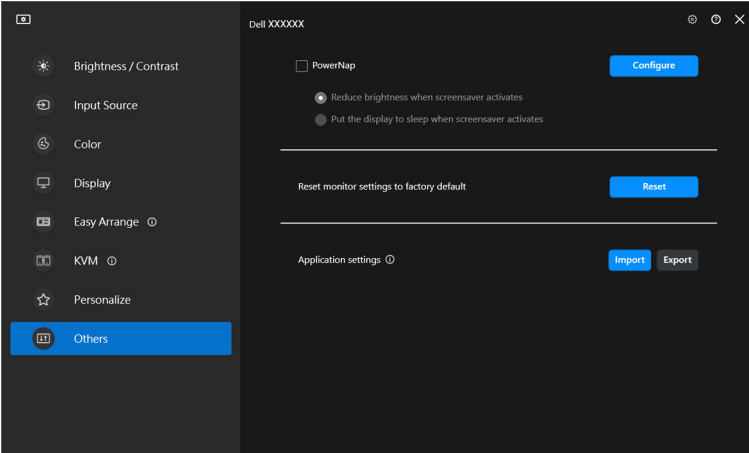 Dell XXXXXX
Brightness / Contrast
Input Source
Color
Display
Easy Arrange
KVM
Personalize
Others
PowerNap
Configure
Reduce brightness when screensaver activates
Put the display to sleep when screensaver activates
Reset monitor settings to factory default
Reset
Application settings
Import
Export